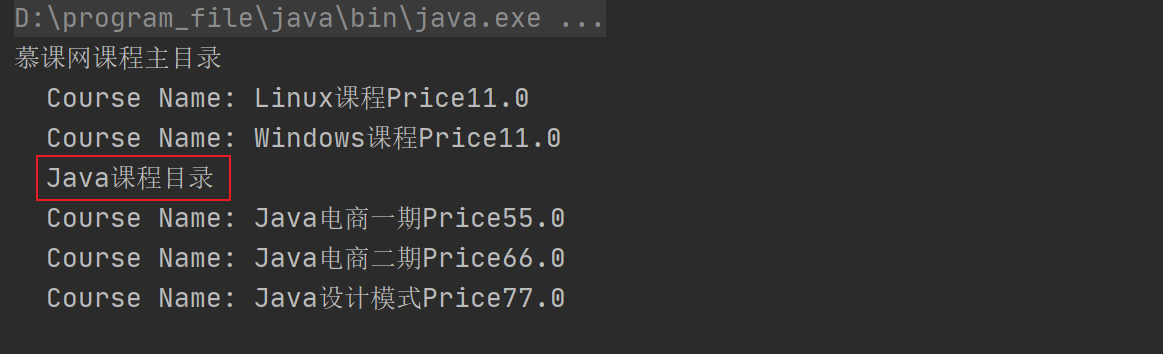 D:\program_file\java\bin\java.exe ...
慕课网课程主目录
  Course Name: Linux课程Price11.0
  Course Name: Windows课程Price11.0
  Java课程目录
  Course Name: Java电商一期Price55.0
  Course Name: Java电商二期Price66.0
  Course Name: Java设计模式Price77.0